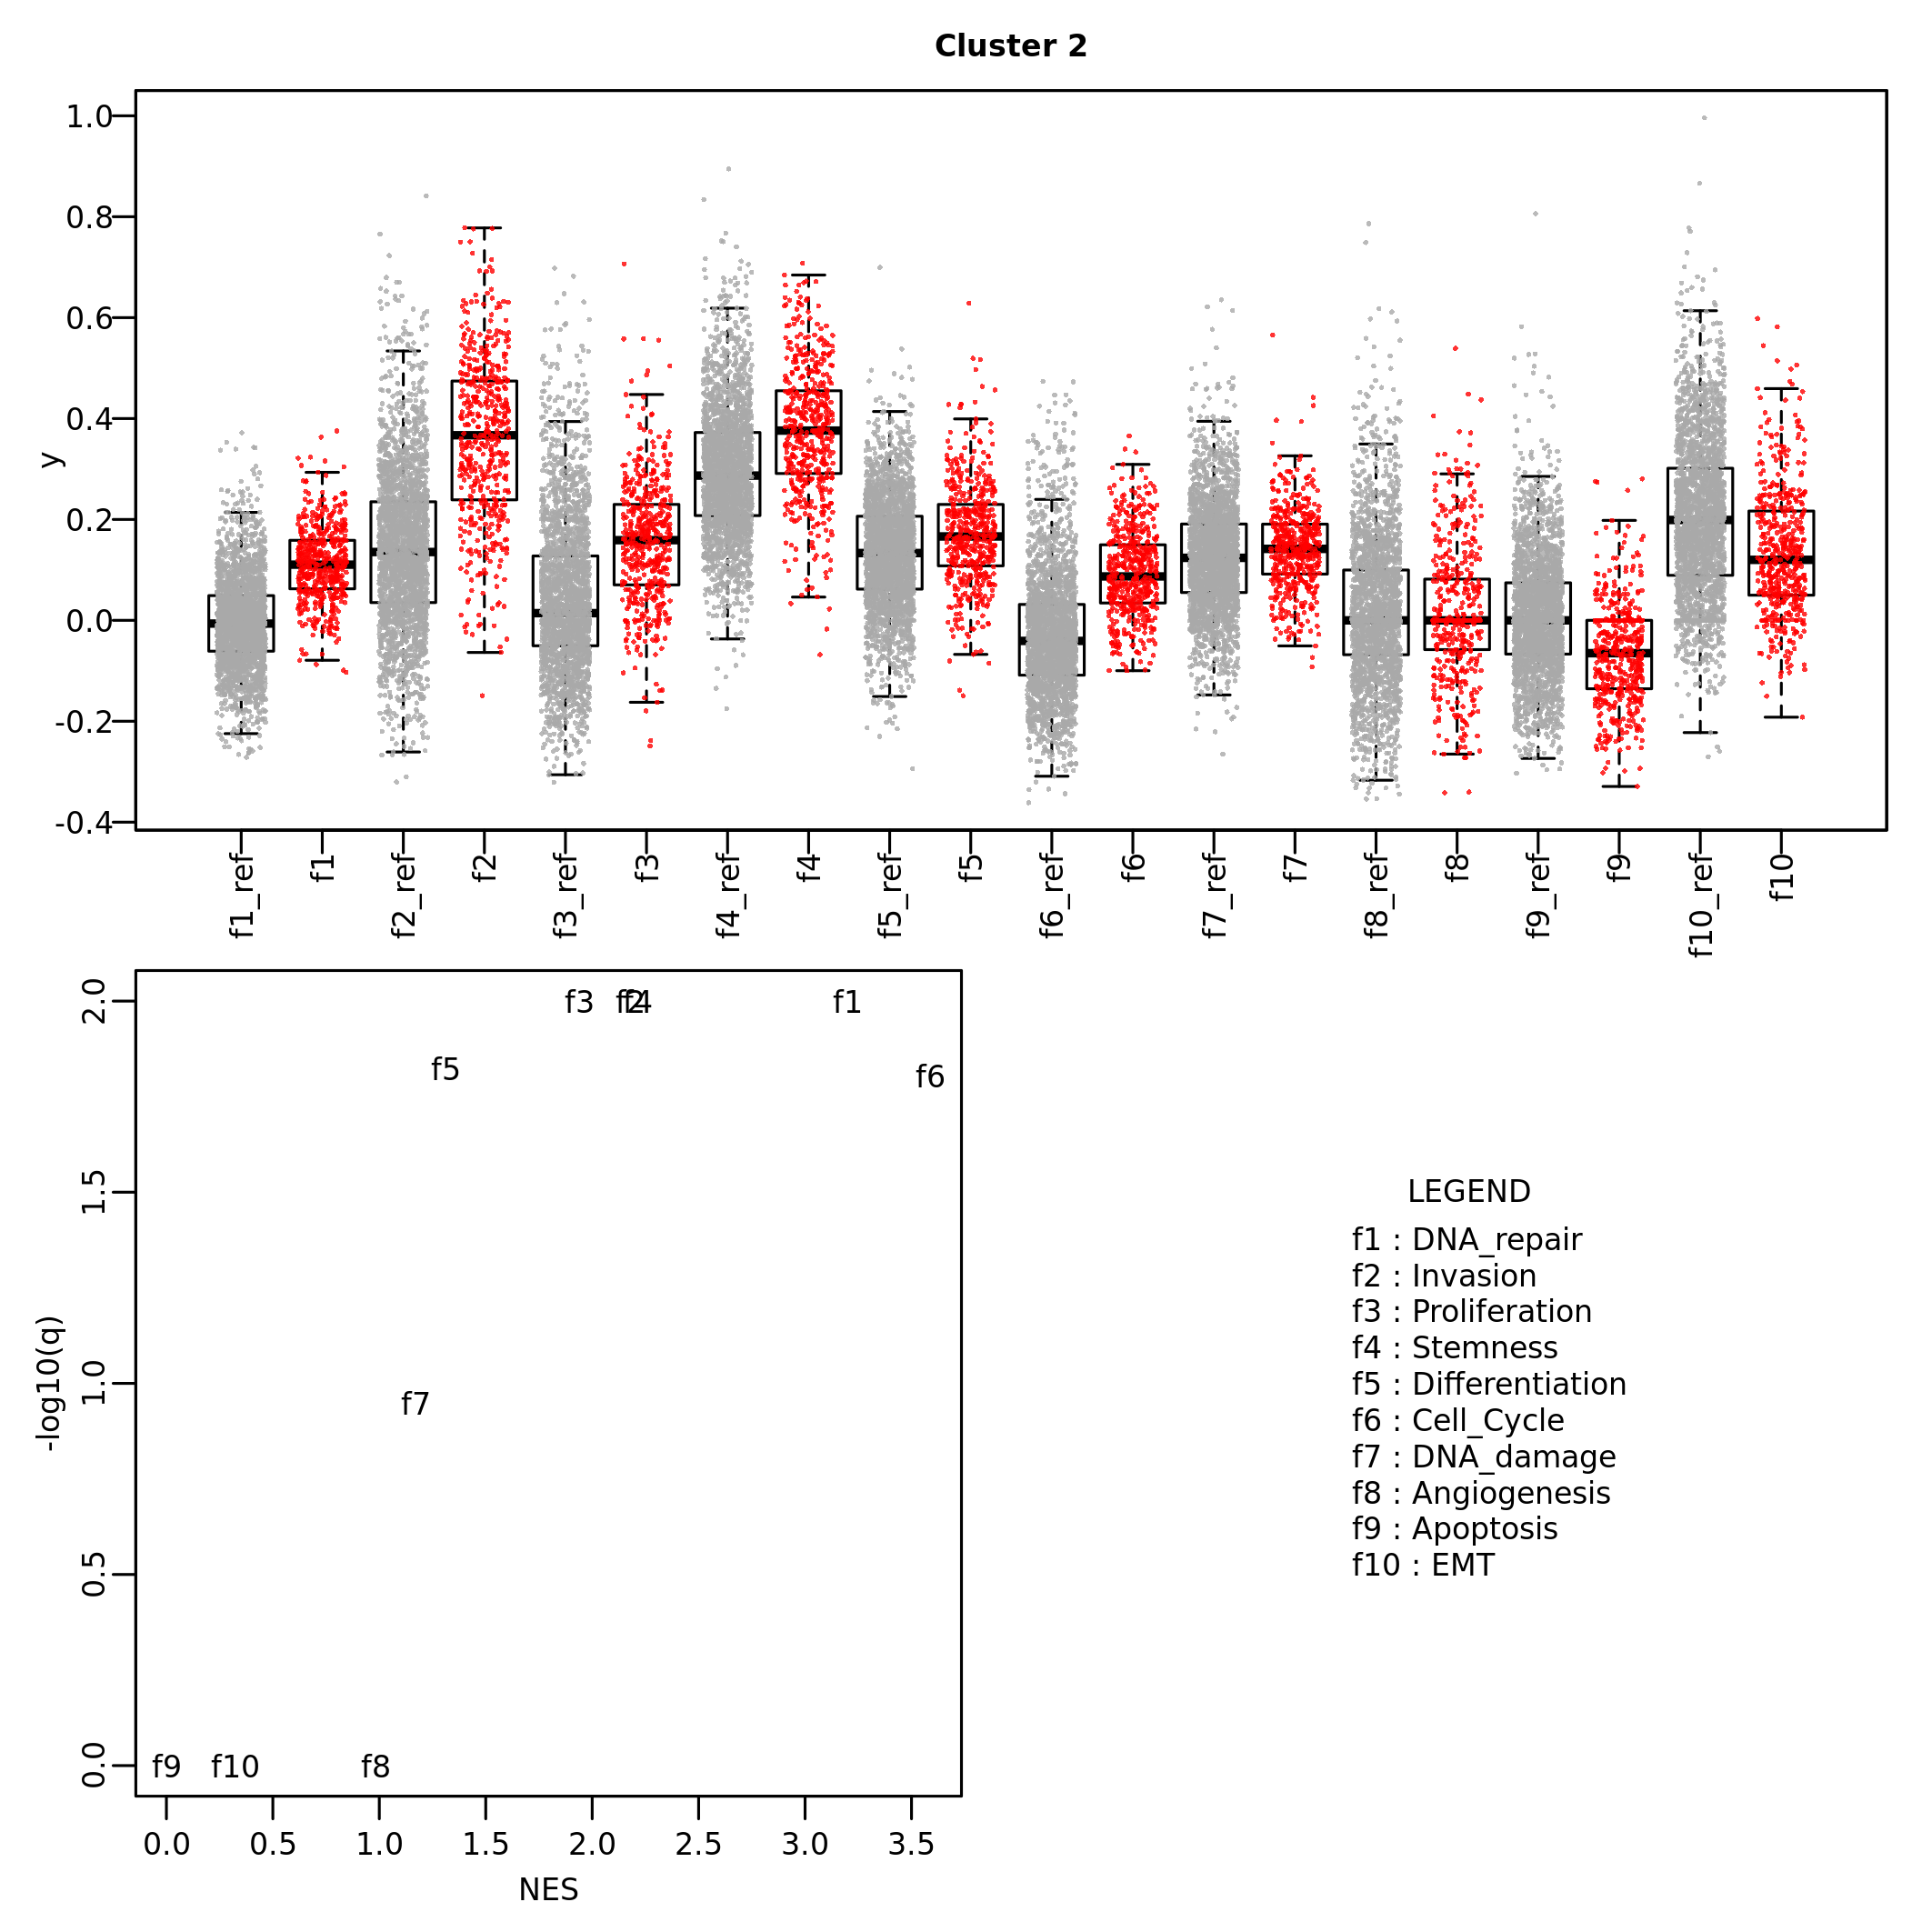 Cluster 2
y
1.0
0.8
0.6
0.4
0.2
0.0
-0.2
-0.4
f1_ref f1 f2_ref f2 f3_ref f3 f4_ref f4 f5_ref f5 f6_ref f6 f7_ref f7 f8_ref f8 f9_ref f9 f10_ref f10
-log10(q)
2.0
1.5
1.0
0.5
0.0
f3 f2 f4 f1
f5
f6
f7
f9 f10 f8
0.0 0.5 1.0 1.5 2.0 2.5 3.0 3.5
NES
LEGEND
f1 : DNA_repair
f2 : Invasion
f3 : Proliferation
f4 : Stemness
f5 : Differentiation
f6 : Cell_Cycle
f7 : DNA_damage
f8 : Angiogenesis
f9 : Apoptosis
f10 : EMT